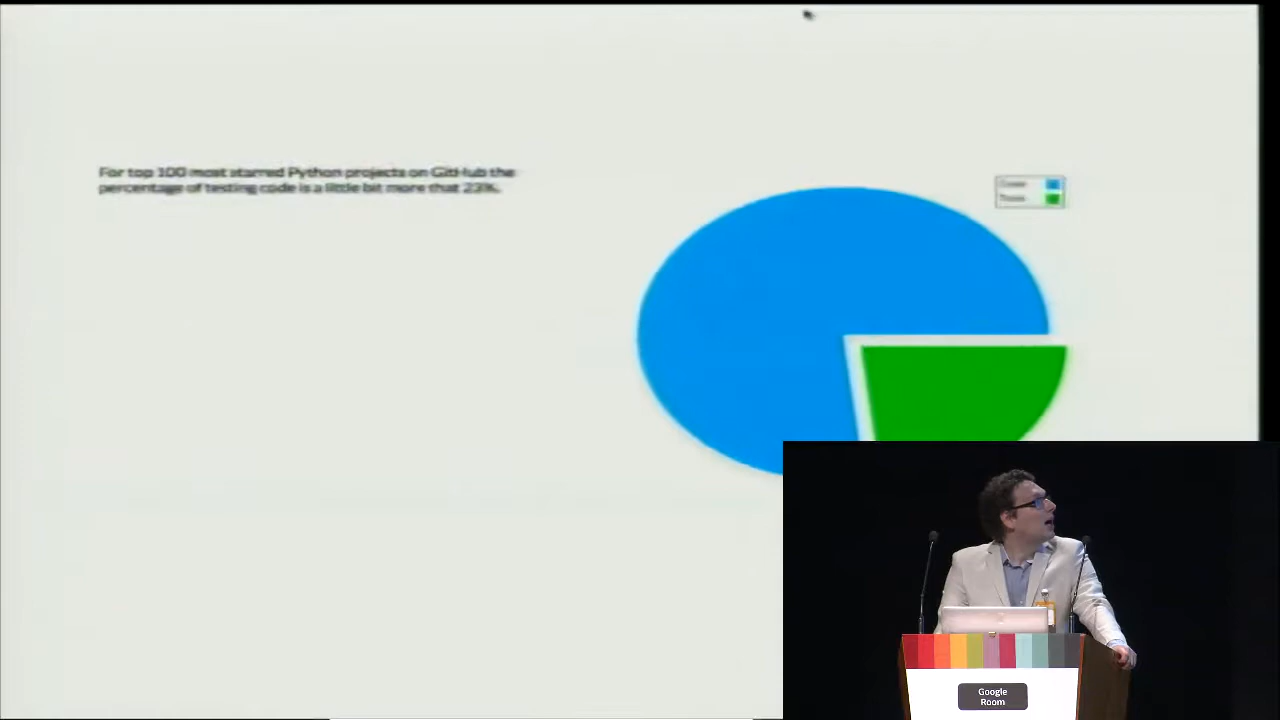 For top 100 most starred Python projects on GitHub the
percentage of testing code is a little bit more that 23%.
Tests
Google
Room